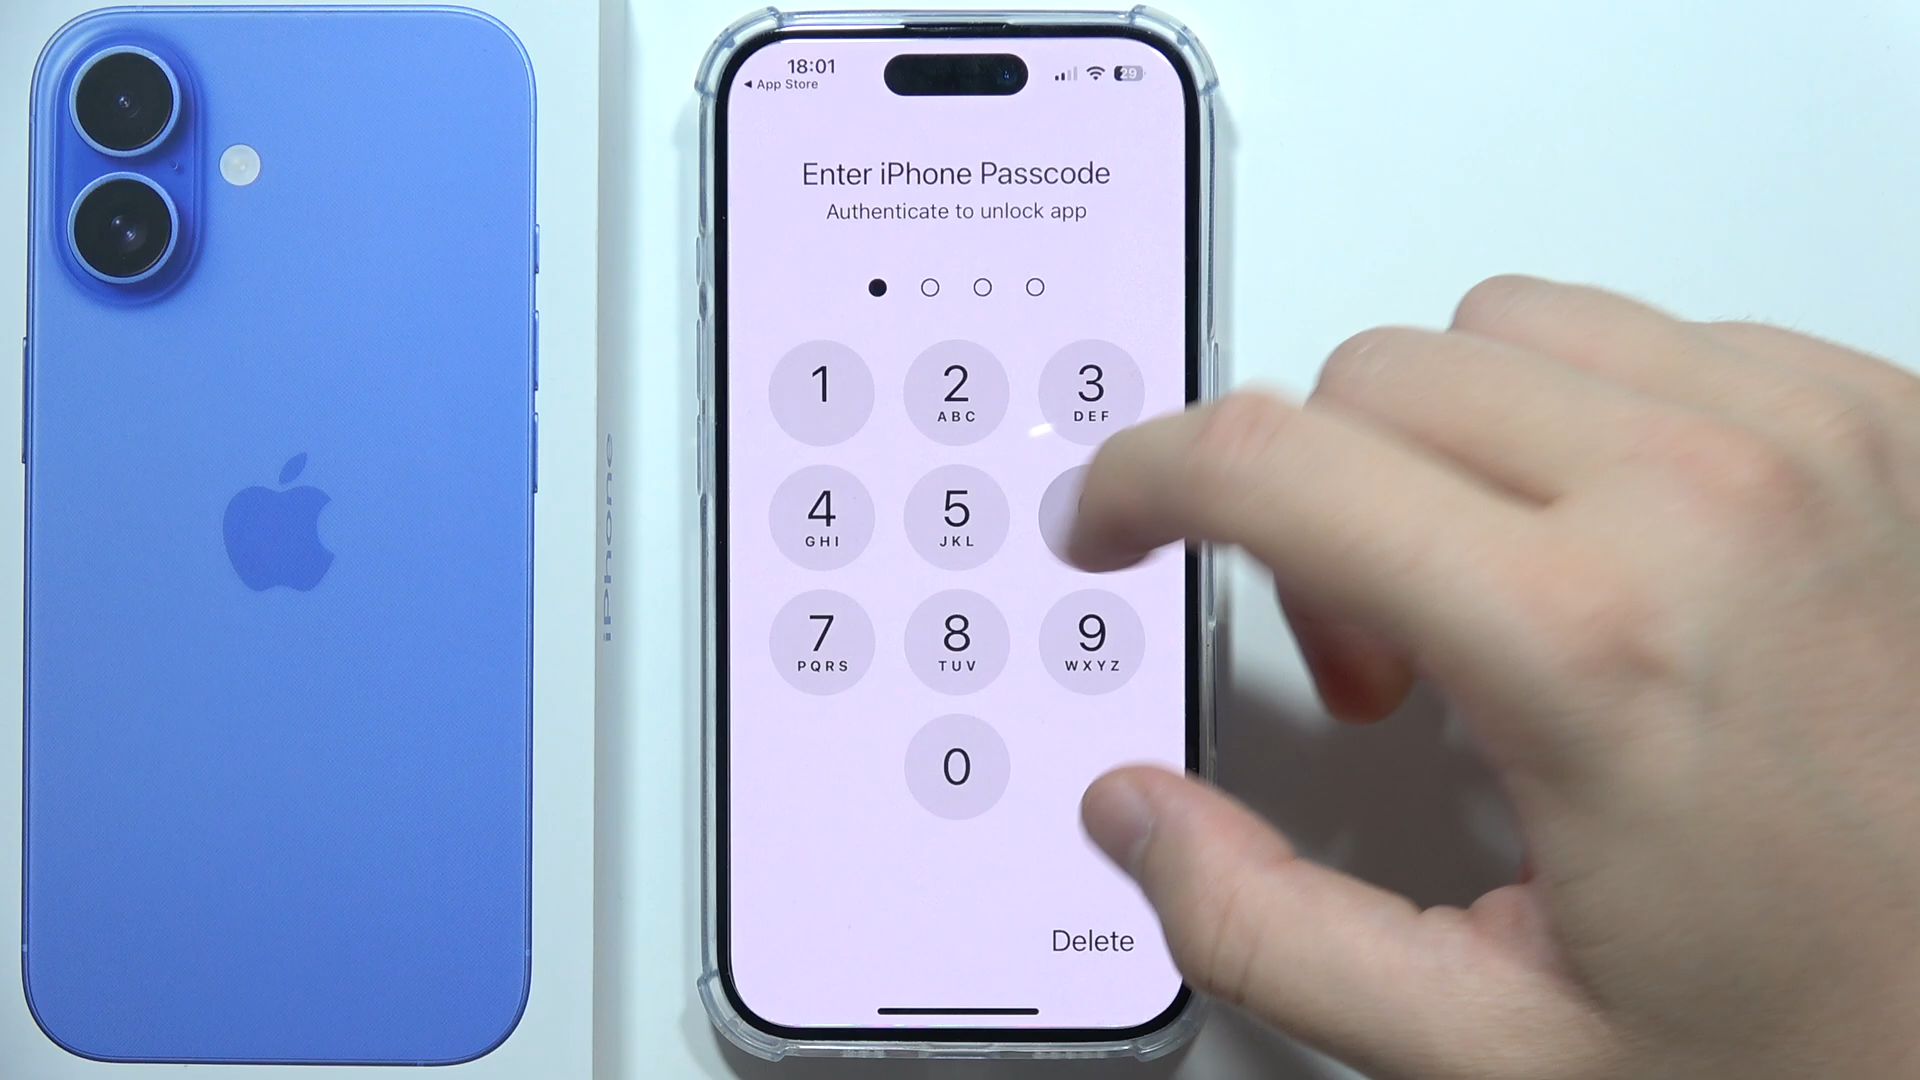 18:01
29
◂ App Store
Enter iPhone Passcode
Authenticate to unlock app
1
2
ABC
3
DEF
4
GHI
5
JKL
7
PQRS
8
TUV
9
WXYZ
0
Delete
iPhone